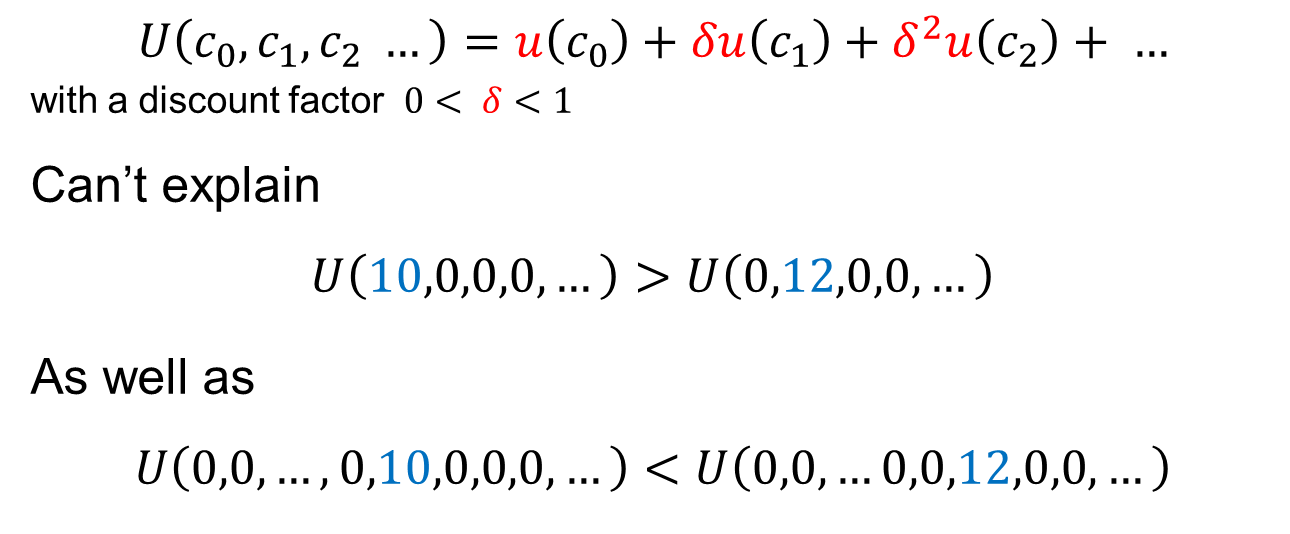 U(c₀, c₁, c₂ ... ) = u(c₀) + δu(c₁) + δ²u(c₂) + ...
with a discount factor 0 < δ < 1
Can’t explain
U(10,0,0,0, ... ) > U(0,12,0,0, ... )
As well as
U(0,0, ... , 0,10,0,0,0, ... ) < U(0,0, ... 0,0,12,0,0, ... )